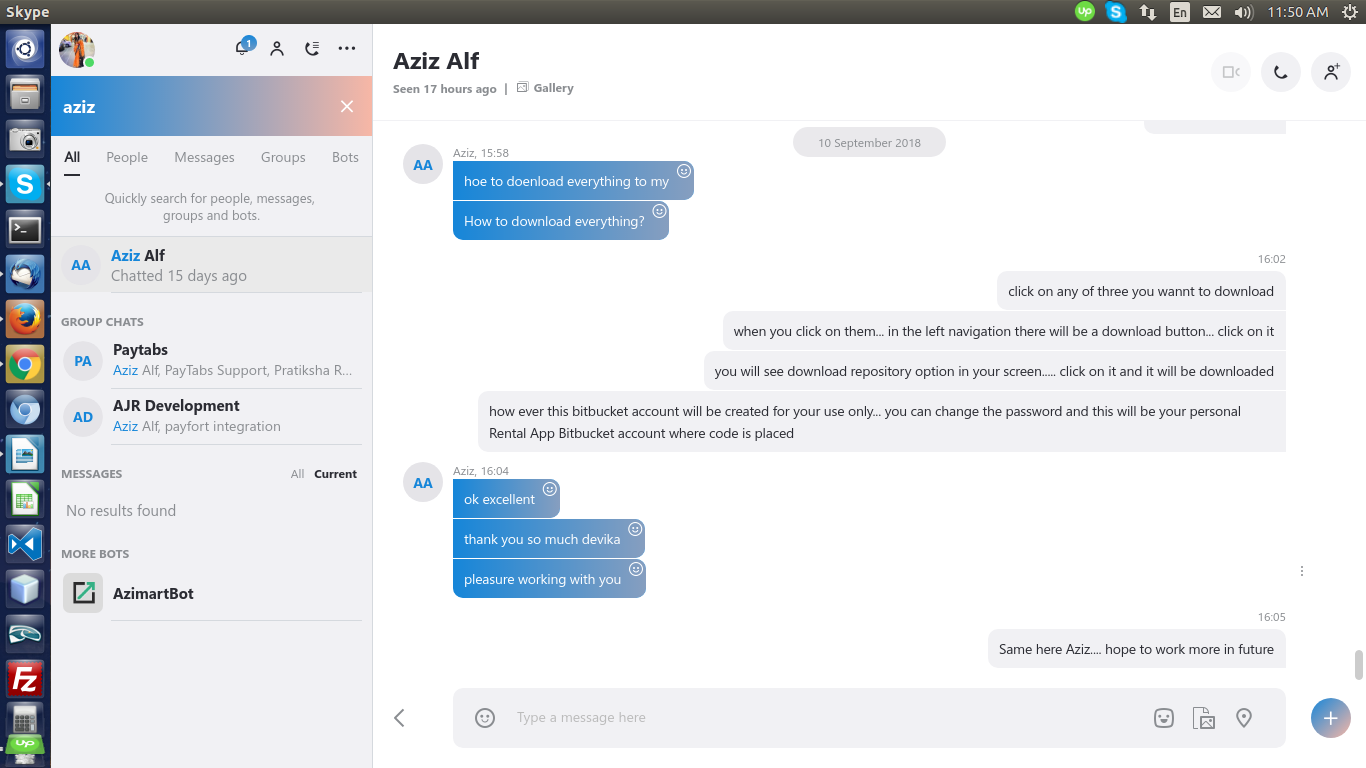 Skype
En
11:50 AM
1
aziz
All People Messages Groups Bots
Quickly search for people, messages,
groups and bots.
AA
Aziz Alf
Chatted 15 days ago
GROUP CHATS
PA
Paytabs
Aziz Alf, PayTabs Support, Pratiksha R...
AD
AJR Development
Aziz Alf, payfort integration
MESSAGES All Current
No results found
MORE BOTS
AzimartBot
Aziz Alf
Seen 17 hours ago | Gallery
10 September 2018
AA
Aziz, 15:58
hoe to doenload everything to my
How to download everything?
16:02
click on any of three you wannt to download
when you click on them... in the left navigation there will be a download button... click on it
you will see download repository option in your screen..... click on it and it will be downloaded
how ever this bitbucket account will be created for your use only... you can change the password and this will be your personal
Rental App Bitbucket account where code is placed
AA
Aziz, 16:04
ok excellent
thank you so much devika
pleasure working with you
16:05
Same here Aziz.... hope to work more in future
Type a message here
Up
Fz
Up